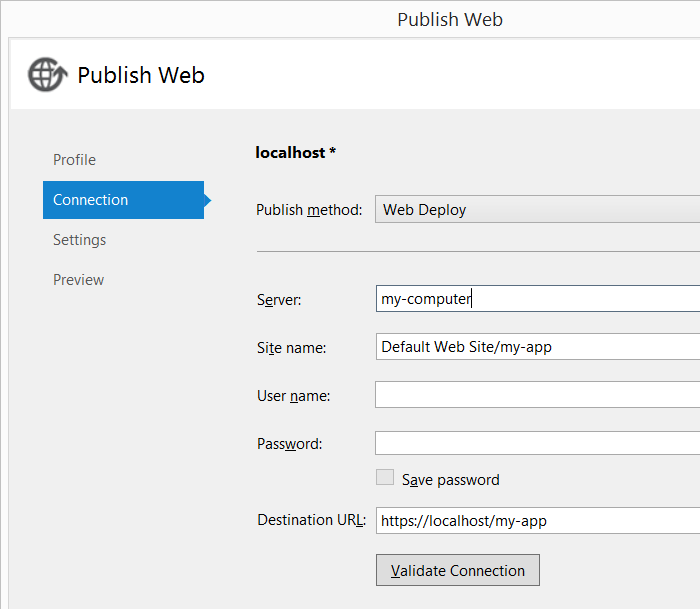 Publish Web
Publish Web
Profile
Connection
Settings
Preview
localhost *
Publish method: Web Deploy
Server: my-computer
Site name: Default Web Site/my-app
User name:
Password:
Save password
Destination URL: https://localhost/my-app
Validate Connection